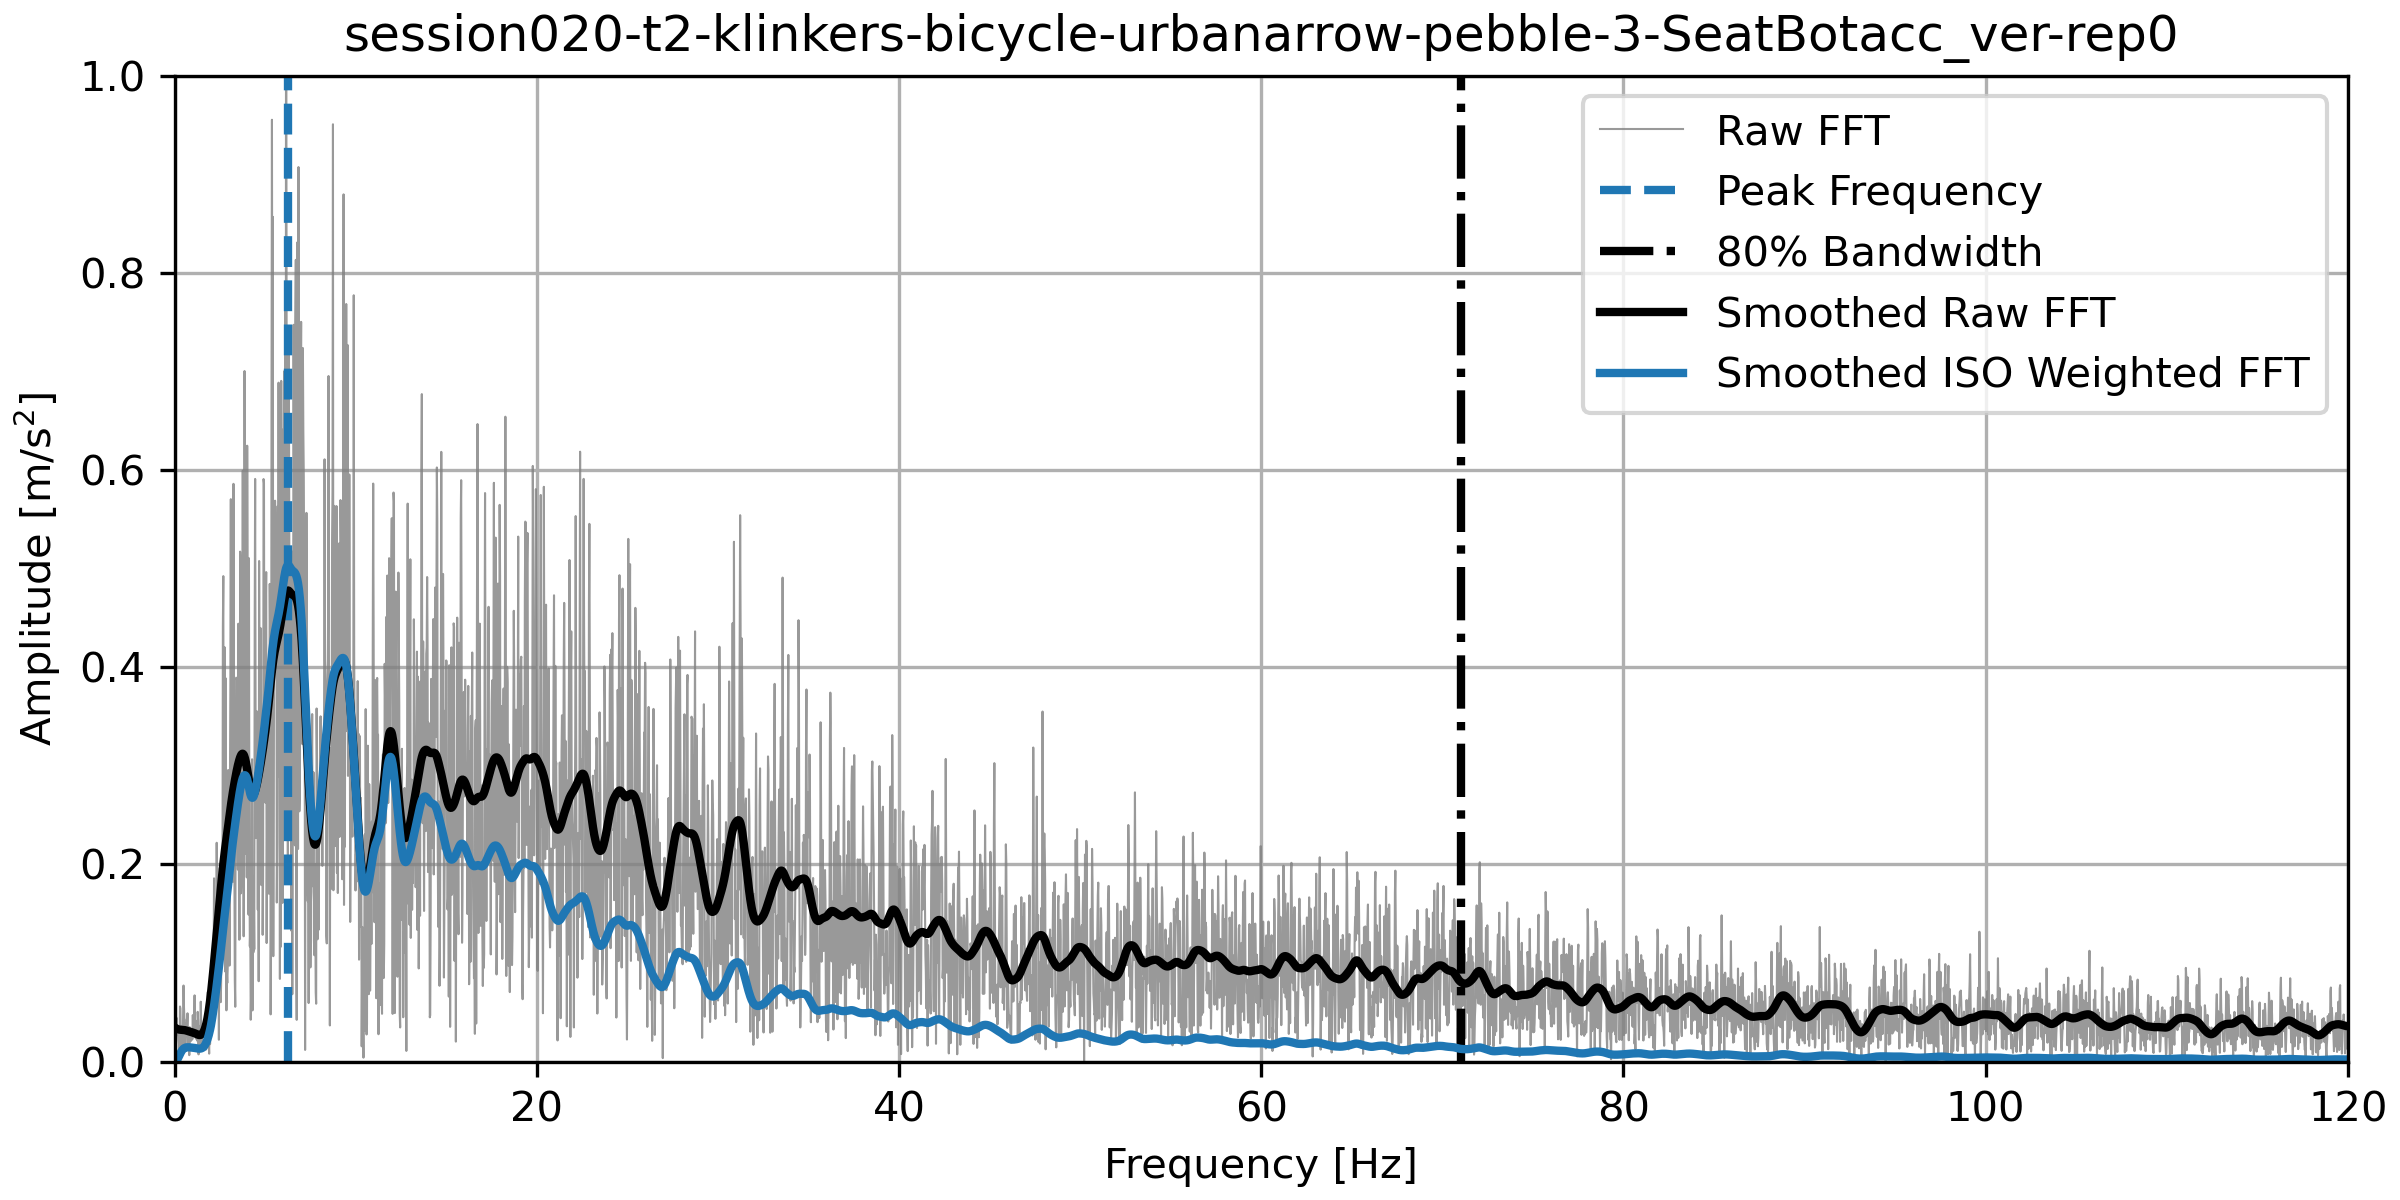 session020-t2-klinkers-bicycle-urbanarrow-pebble-3-SeatBotacc_ver-rep0
Amplitude [m/s²]
1.0
0.8
0.6
0.4
0.2
0.0
Raw FFT
Peak Frequency
80% Bandwidth
Smoothed Raw FFT
Smoothed ISO Weighted FFT
0 20 40 60 80 100 120
Frequency [Hz]